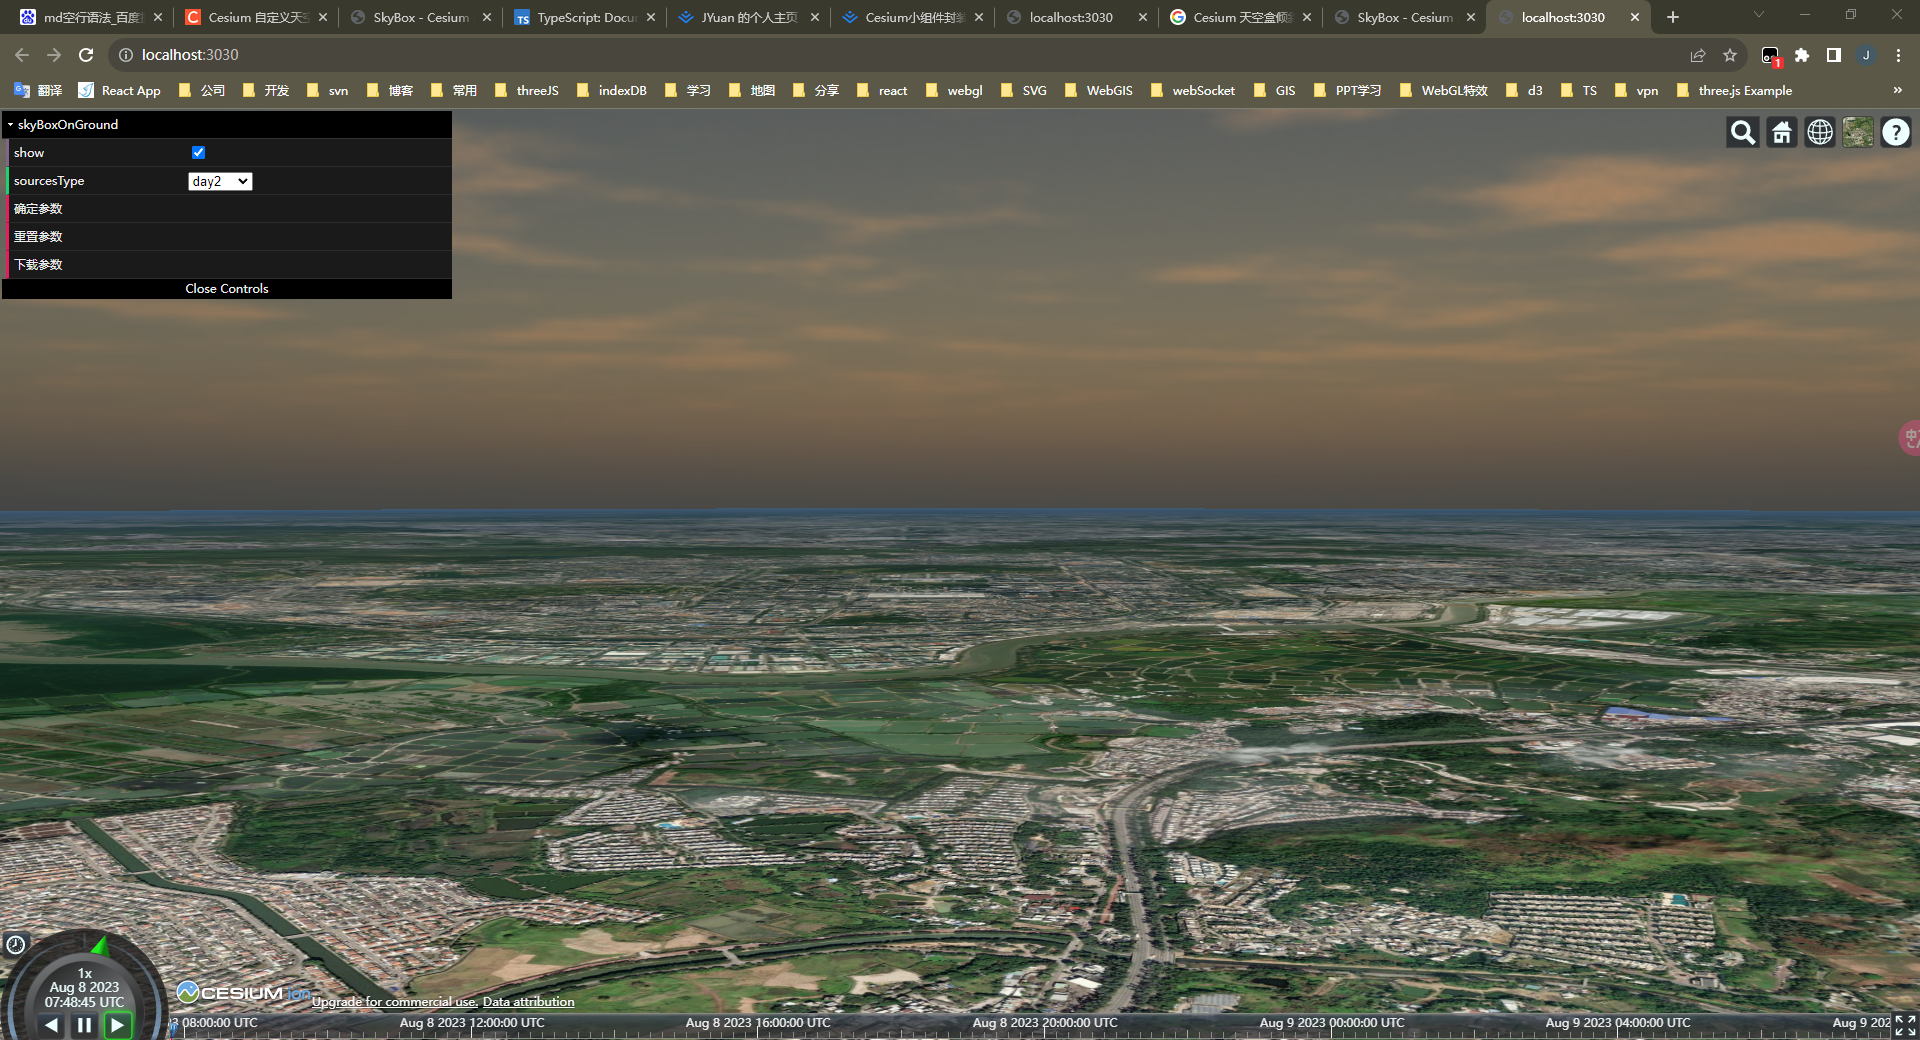 md空行语法_百度
Cesium 自定义天
SkyBox - Cesium
TypeScript: Docu
JYuan 的个人主页
Cesium小组件封装
localhost:3030
Cesium 天空盒倾
SkyBox - Cesium
localhost:3030
localhost:3030
1
J
翻译
React App
公司
开发
svn
博客
常用
threeJS
indexDB
学习
地图
分享
react
webgl
SVG
WebGIS
webSocket
GIS
PPT学习
WebGL特效
d3
TS
vpn
three.js Example
»
skyBoxOnGround
show
sourcesType
day2
确定参数
重置参数
下载参数
Close Controls
?
中
1x
Aug 8 2023
07:48:45 UTC
CESIUM ion
Upgrade for commercial use. Data attribution
3 08:00:00 UTC
Aug 8 2023 12:00:00 UTC
Aug 8 2023 16:00:00 UTC
Aug 8 2023 20:00:00 UTC
Aug 9 2023 00:00:00 UTC
Aug 9 2023 04:00:00 UTC
Aug 9 202